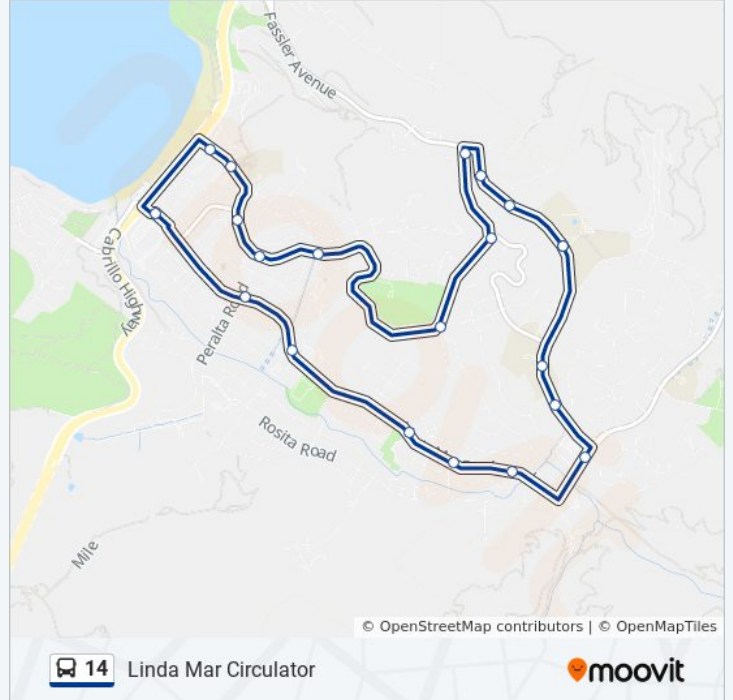 Fassler Avenue
Cabrillo Highway
Peralta Road
Rosita Road
Mile
© OpenStreetMap contributors | © OpenMapTiles
14 Linda Mar Circulator
moovit